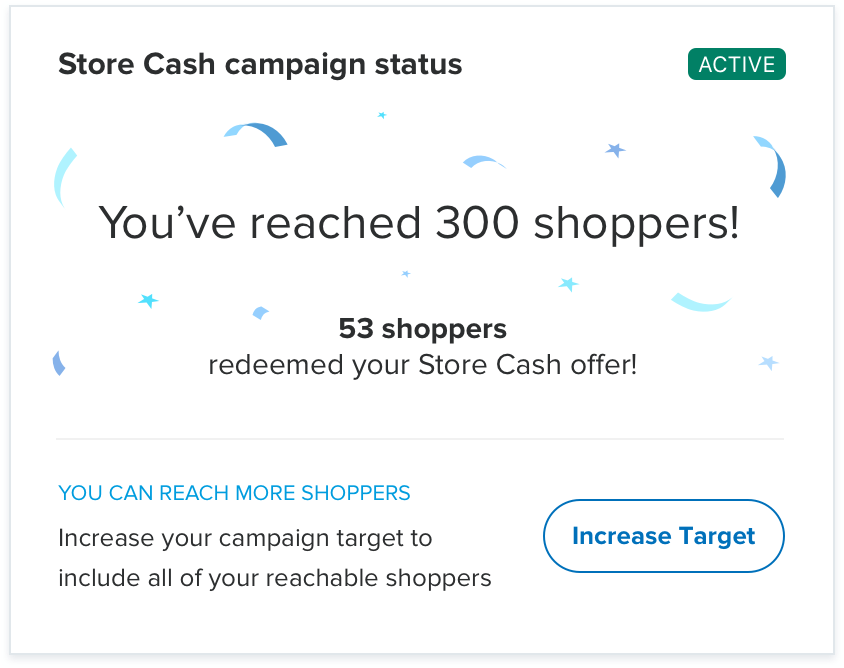 Store Cash campaign status
ACTIVE
You’ve reached 300 shoppers!
53 shoppers
redeemed your Store Cash offer!
YOU CAN REACH MORE SHOPPERS
Increase your campaign target to
include all of your reachable shoppers
Increase Target